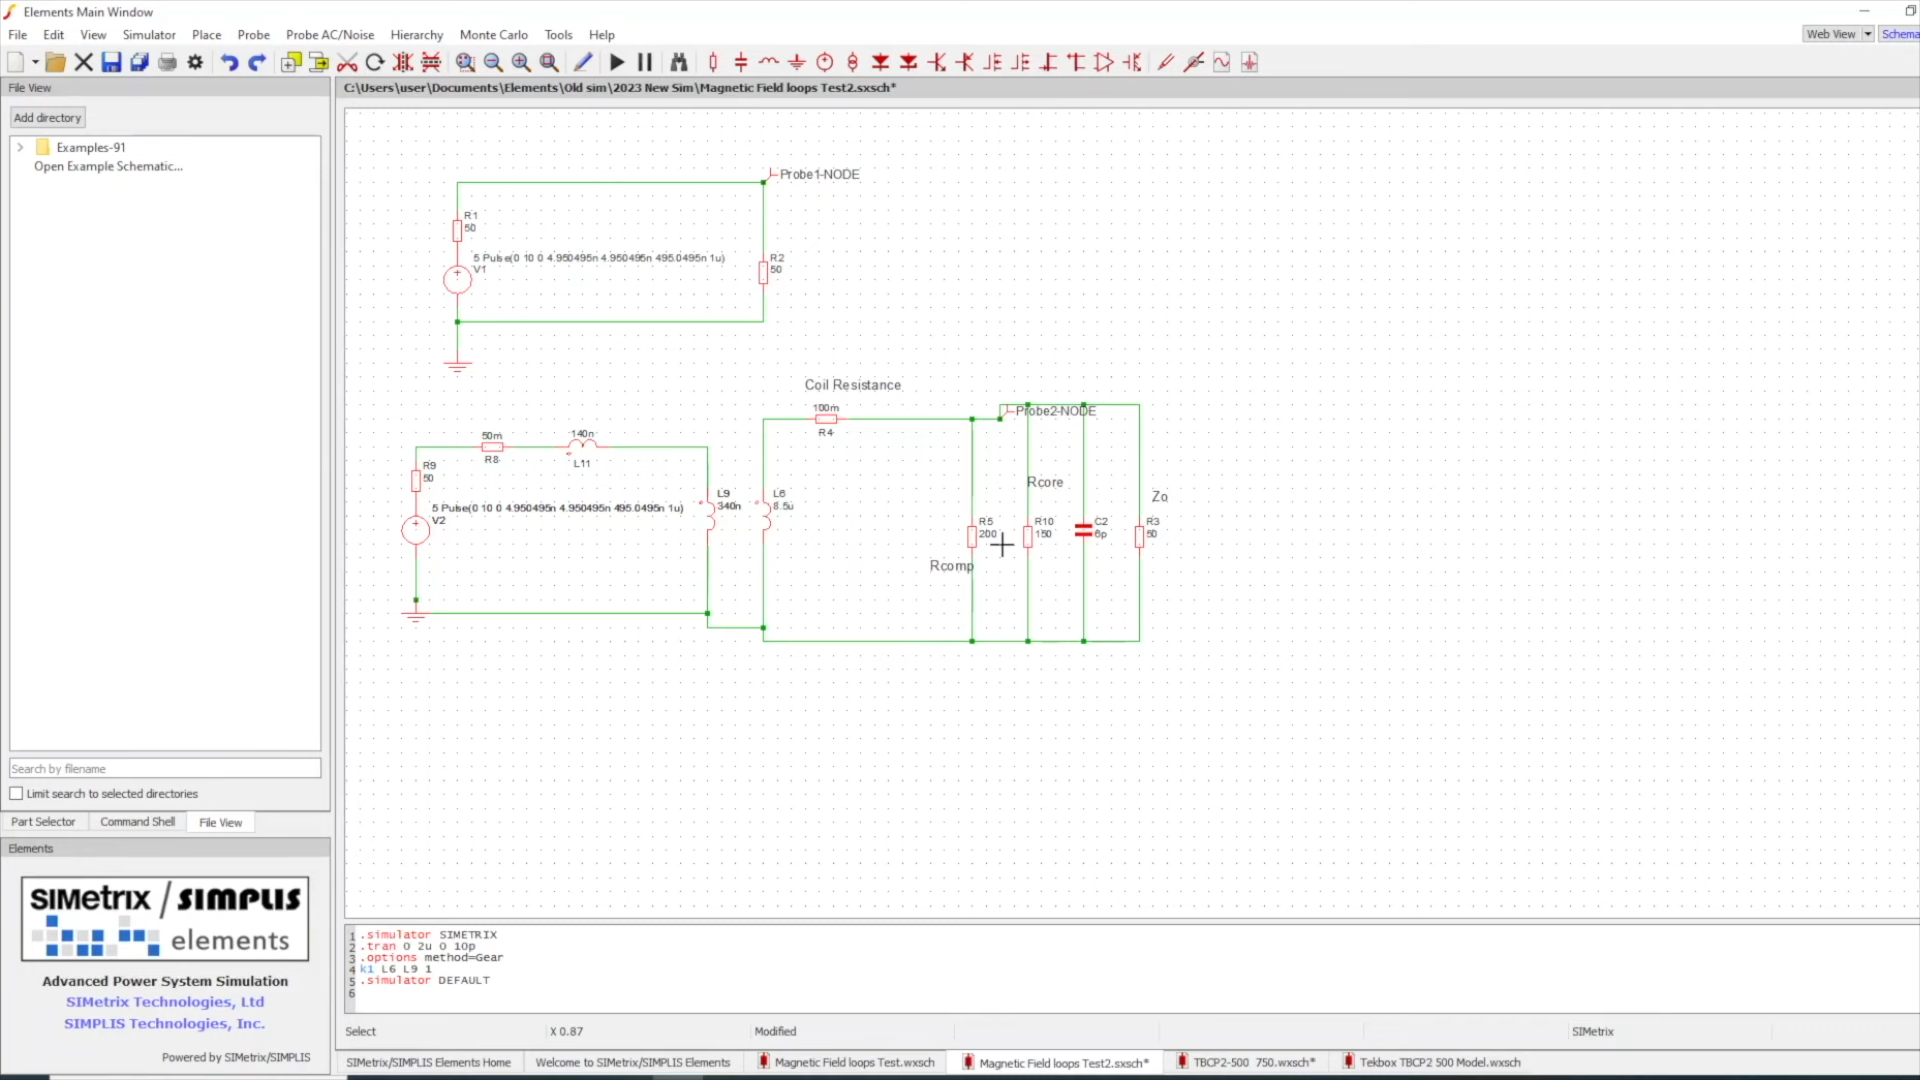 Elements Main Window
File Edit View Simulator Place Probe Probe AC/Noise Hierarchy Monte Carlo Tools Help
Web View
Schema
File View
C:\Users\user\Documents\Elements\Old sim\2023 New Sim\Magnetic Field loops Test2.sxsch*
Add directory
Examples-91
Open Example Schematic...
Probe1-NODE
R1
50
5 Pulse(0 10 0 4.950495n 4.950495n 495.0495n 1u)
V1
R2
50
Coil Resistance
100m
R4
Probe2-NODE
50m
R8
140n
L11
R9
50
5 Pulse(0 10 0 4.950495n 4.950495n 495.0495n 1u)
V2
L9
340n
L6
8.5u
Rcore
Zo
R5
200
R10
150
C2
6p
R3
50
Rcomp
Search by filename
Limit search to selected directories
Part Selector Command Shell File View
Elements
SIMetrix / SIMPLIS
elements
Advanced Power System Simulation
SIMetrix Technologies, Ltd
SIMPLIS Technologies, Inc.
Powered by SIMetrix/SIMPLIS
1 .simulator SIMETRIX
2 .tran 0 2u 0 10p
3 .options method=Gear
4 k1 L6 L9 1
5 .simulator DEFAULT
6
Select X 0.87 Modified SIMetrix
SIMetrix/SIMPLIS Elements Home
Welcome to SIMetrix/SIMPLIS Elements
Magnetic Field loops Test.wxsch
Magnetic Field loops Test2.sxsch*
TBCP2-500 750.wxsch*
Tekbox TBCP2 500 Model.wxsch